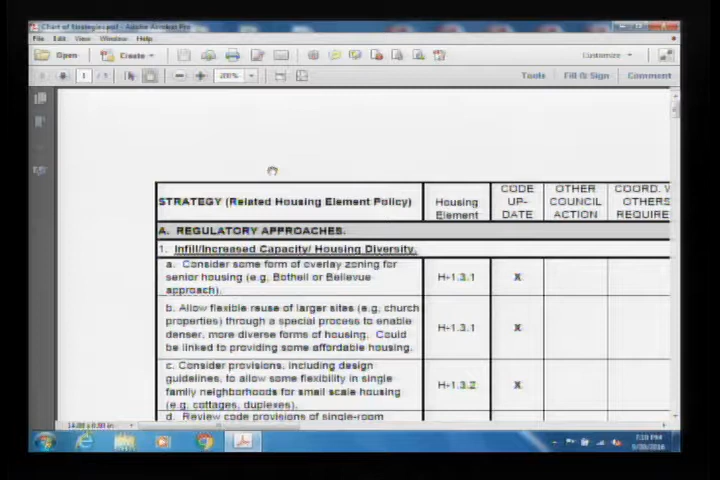 Chart of Strategies.pdf - Adobe Acrobat Pro
File Edit View Window Help
Open Create Customize
1 / 200% Tools Fill & Sign Comment
STRATEGY (Related Housing Element Policy) Housing Element CODE UP-DATE OTHER COUNCIL ACTION COORD. W OTHERS REQUIRE
A. REGULATORY APPROACHES.
1. Infill/Increased Capacity/ Housing Diversity.
a. Consider some form of overlay zoning for
senior housing (e.g, Bothell or Bellevue H-1.3.1 X
approach).
b. Allow flexible reuse of larger sites (e.g, church
properties) through a special process to enable
denser, more diverse forms of housing. Could H-1.3.1 X
be linked to providing some affordable housing.
c. Consider provisions, including design
guidelines, to allow some flexibility in single
family neighborhoods for small scale housing H-1.3.2 X
(e.g, cottages, duplexes).
d. Review code provisions of single-room